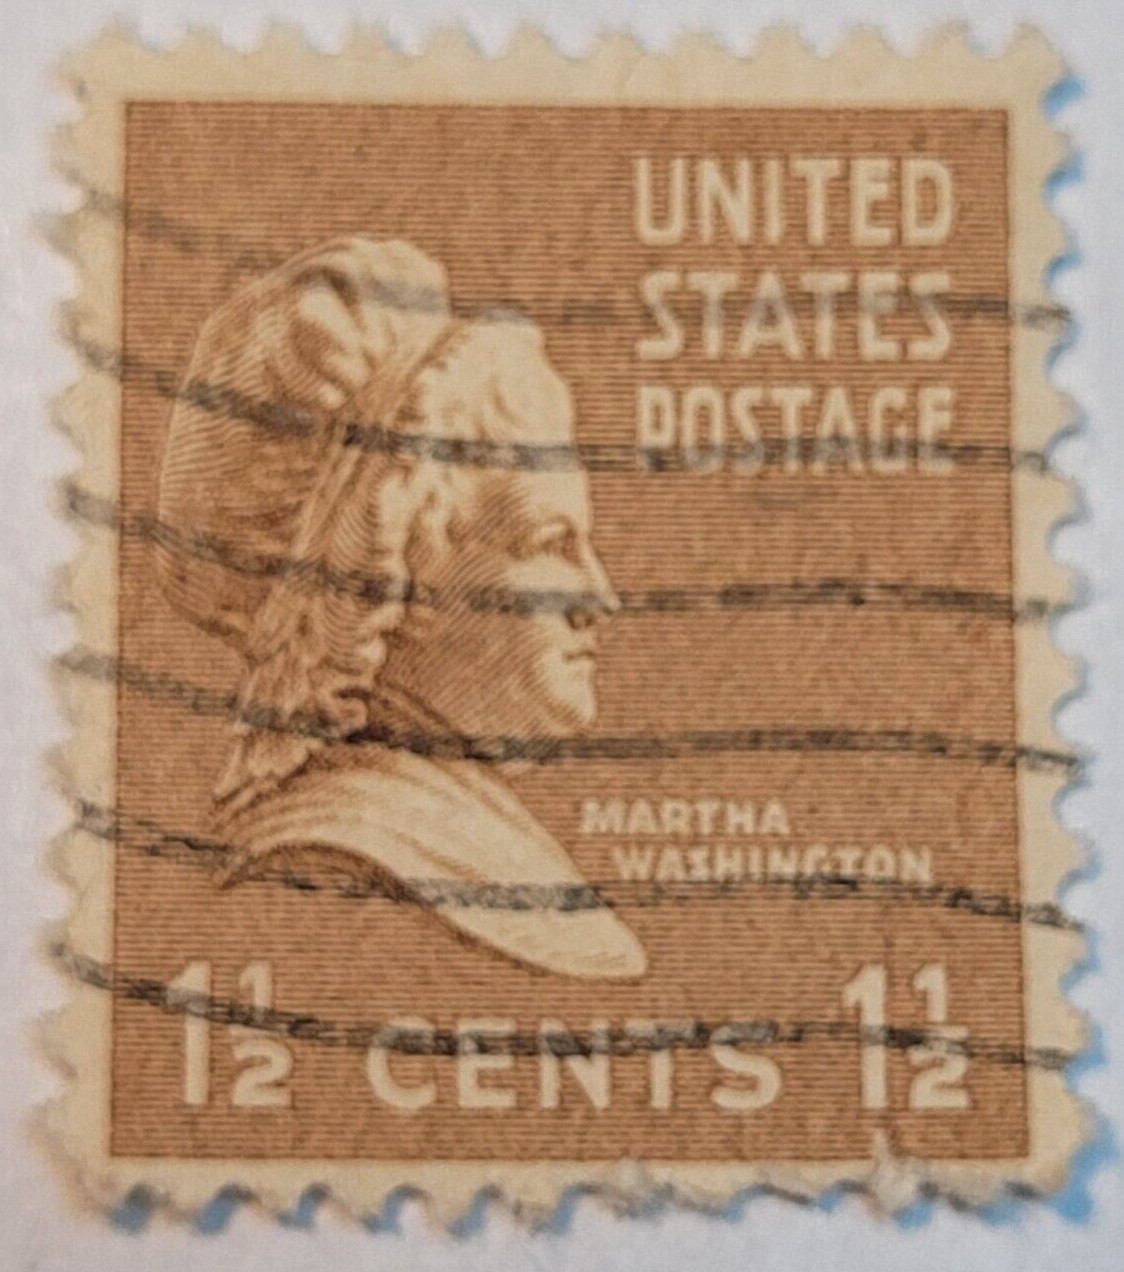 UNITED
STATES
POSTAGE
MARTHA
WASHINGTON
1½ CENTS 1½